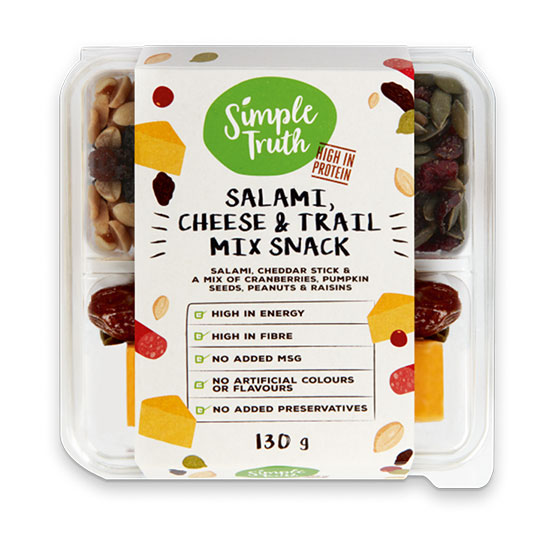 Simple
Truth
HIGH IN
PROTEIN
SALAMI,
CHEESE & TRAIL
MIX SNACK
SALAMI, CHEDDAR STICK &
A MIX OF CRANBERRIES, PUMPKIN
SEEDS, PEANUTS & RAISINS
HIGH IN ENERGY
HIGH IN FIBRE
NO ADDED MSG
NO ARTIFICIAL COLOURS
OR FLAVOURS
NO ADDED PRESERVATIVES
130 g
Simple